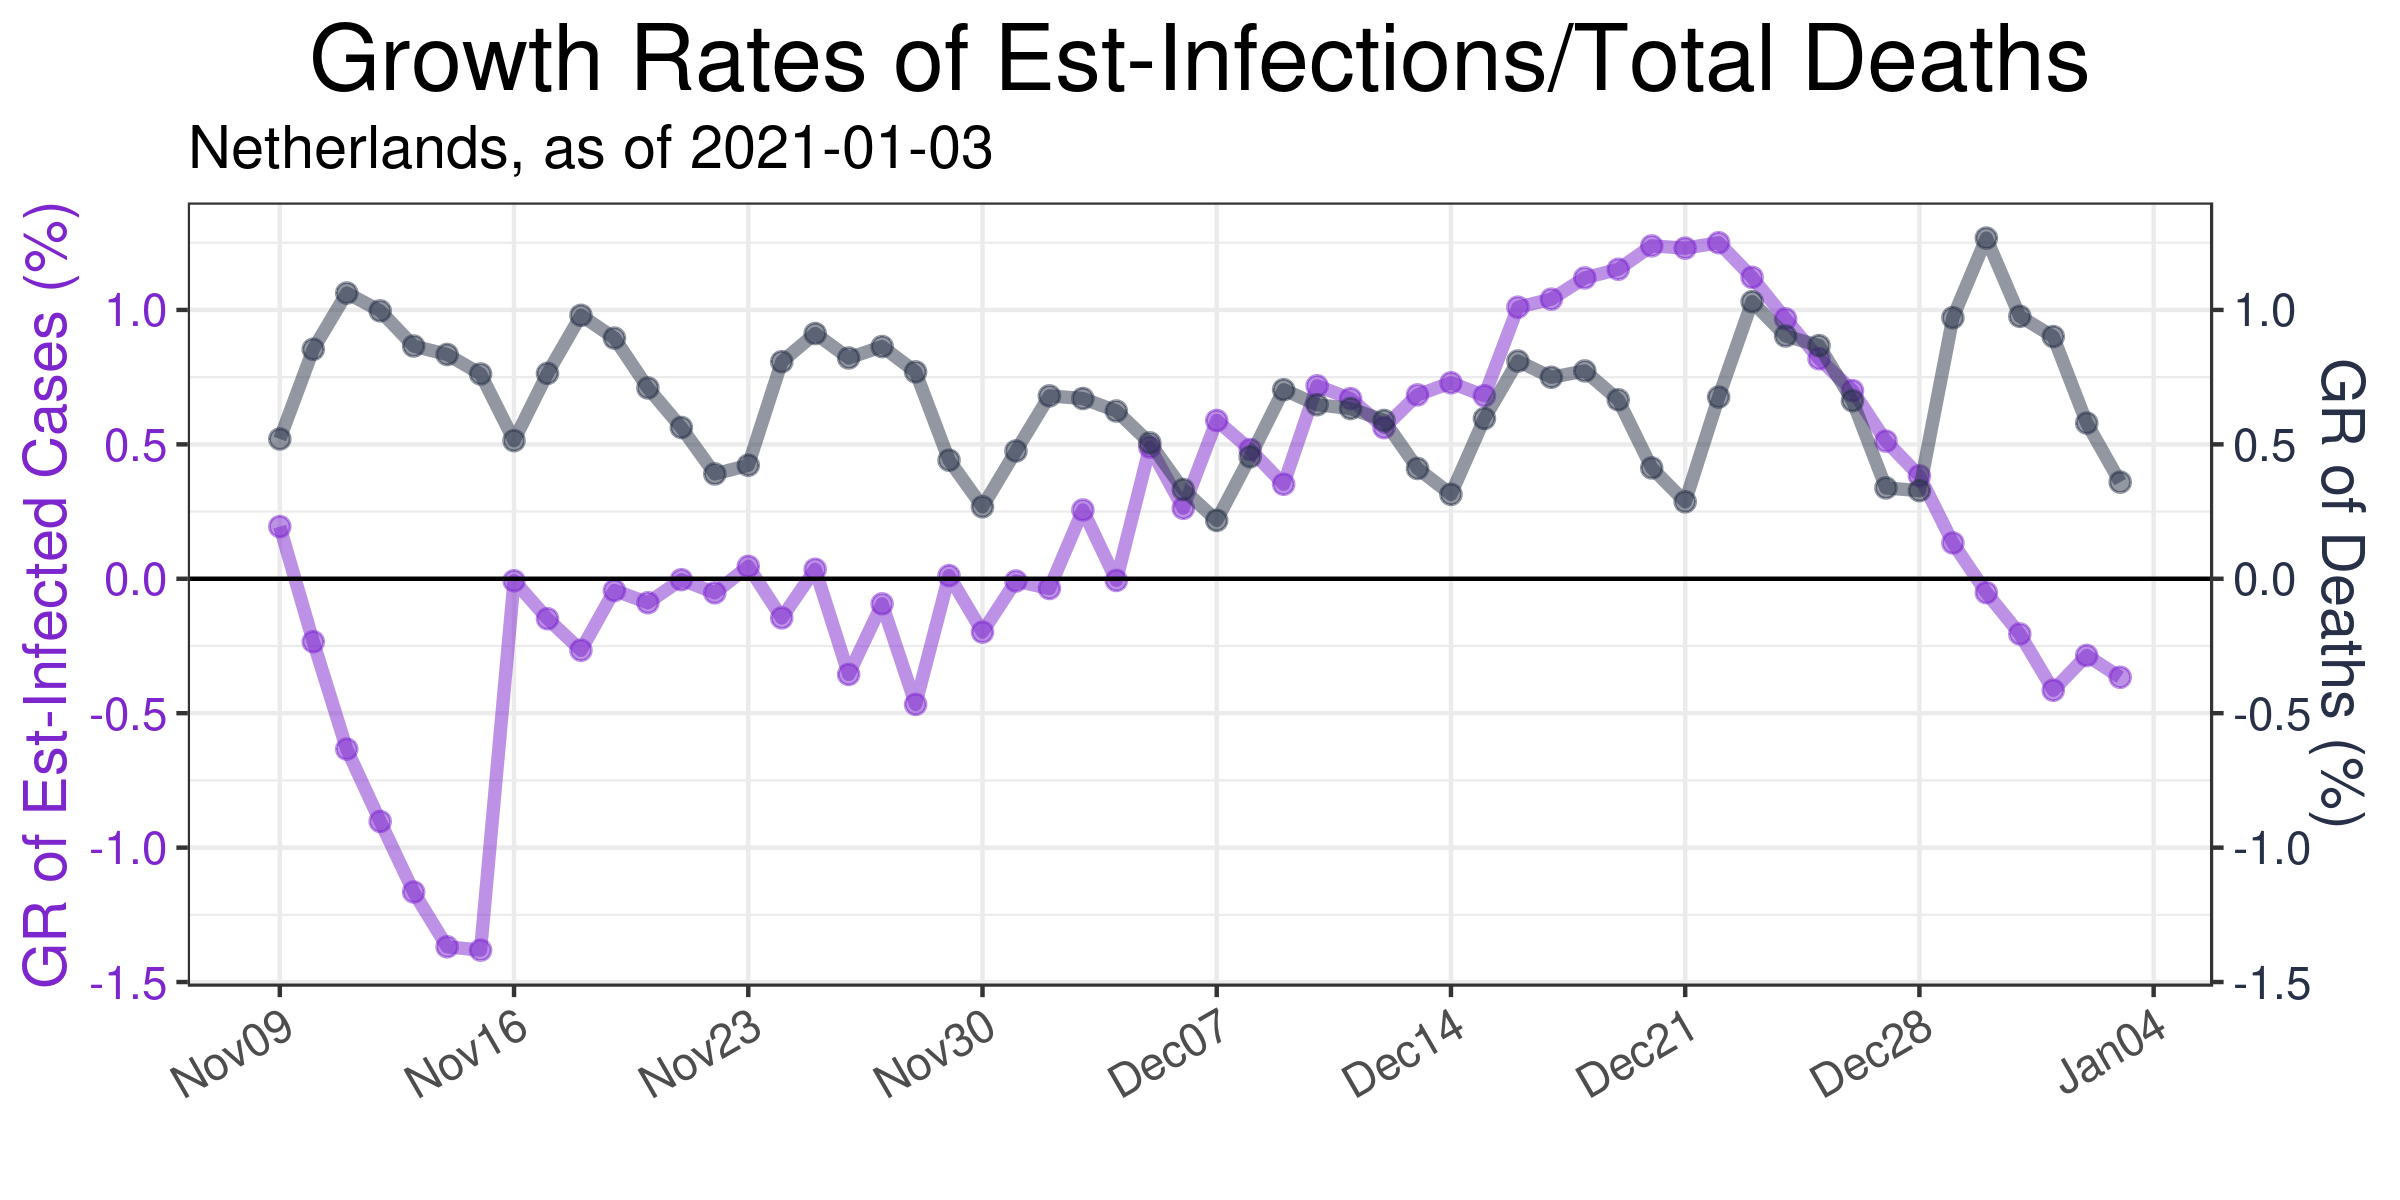 Growth Rates of Est-Infections/Total Deaths
Netherlands, as of 2021-01-03
GR of Est-Infected Cases (%)
1.0
0.5
0.0
-0.5
-1.0
-1.5
1.0
0.5
0.0
-0.5
-1.0
-1.5
GR of Deaths (%)
Nov09
Nov16
Nov23
Nov30
Dec07
Dec14
Dec21
Dec28
Jan04